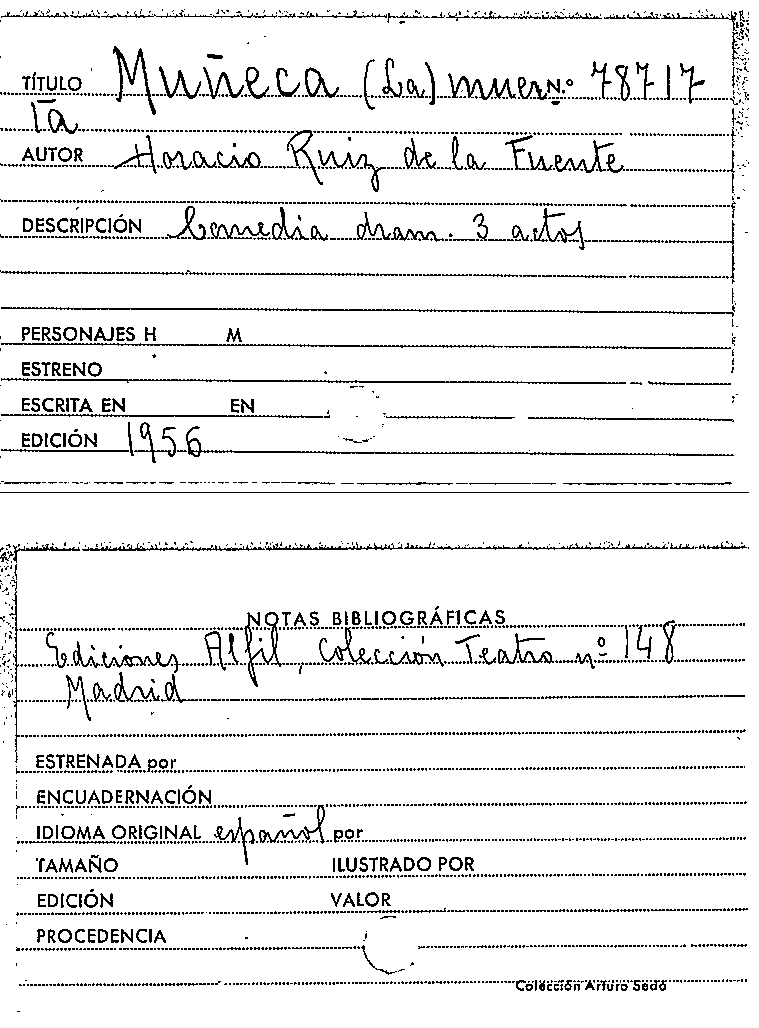 TÍTULO Muñeca (La) muer N.º 78717
ta
AUTOR Horacio Ruiz de la Fuente
DESCRIPCIÓN Comedia dram. 3 actos
PERSONAJES H M
ESTRENO
ESCRITA EN EN
EDICIÓN 1956
NOTAS BIBLIOGRÁFICAS
Ediciones Alfil, Colección Teatro nº 148
Madrid
ESTRENADA por
ENCUADERNACIÓN
IDIOMA ORIGINAL español por
TAMAÑO ILUSTRADO POR
EDICIÓN VALOR
PROCEDENCIA
Colección Arturo Sedó